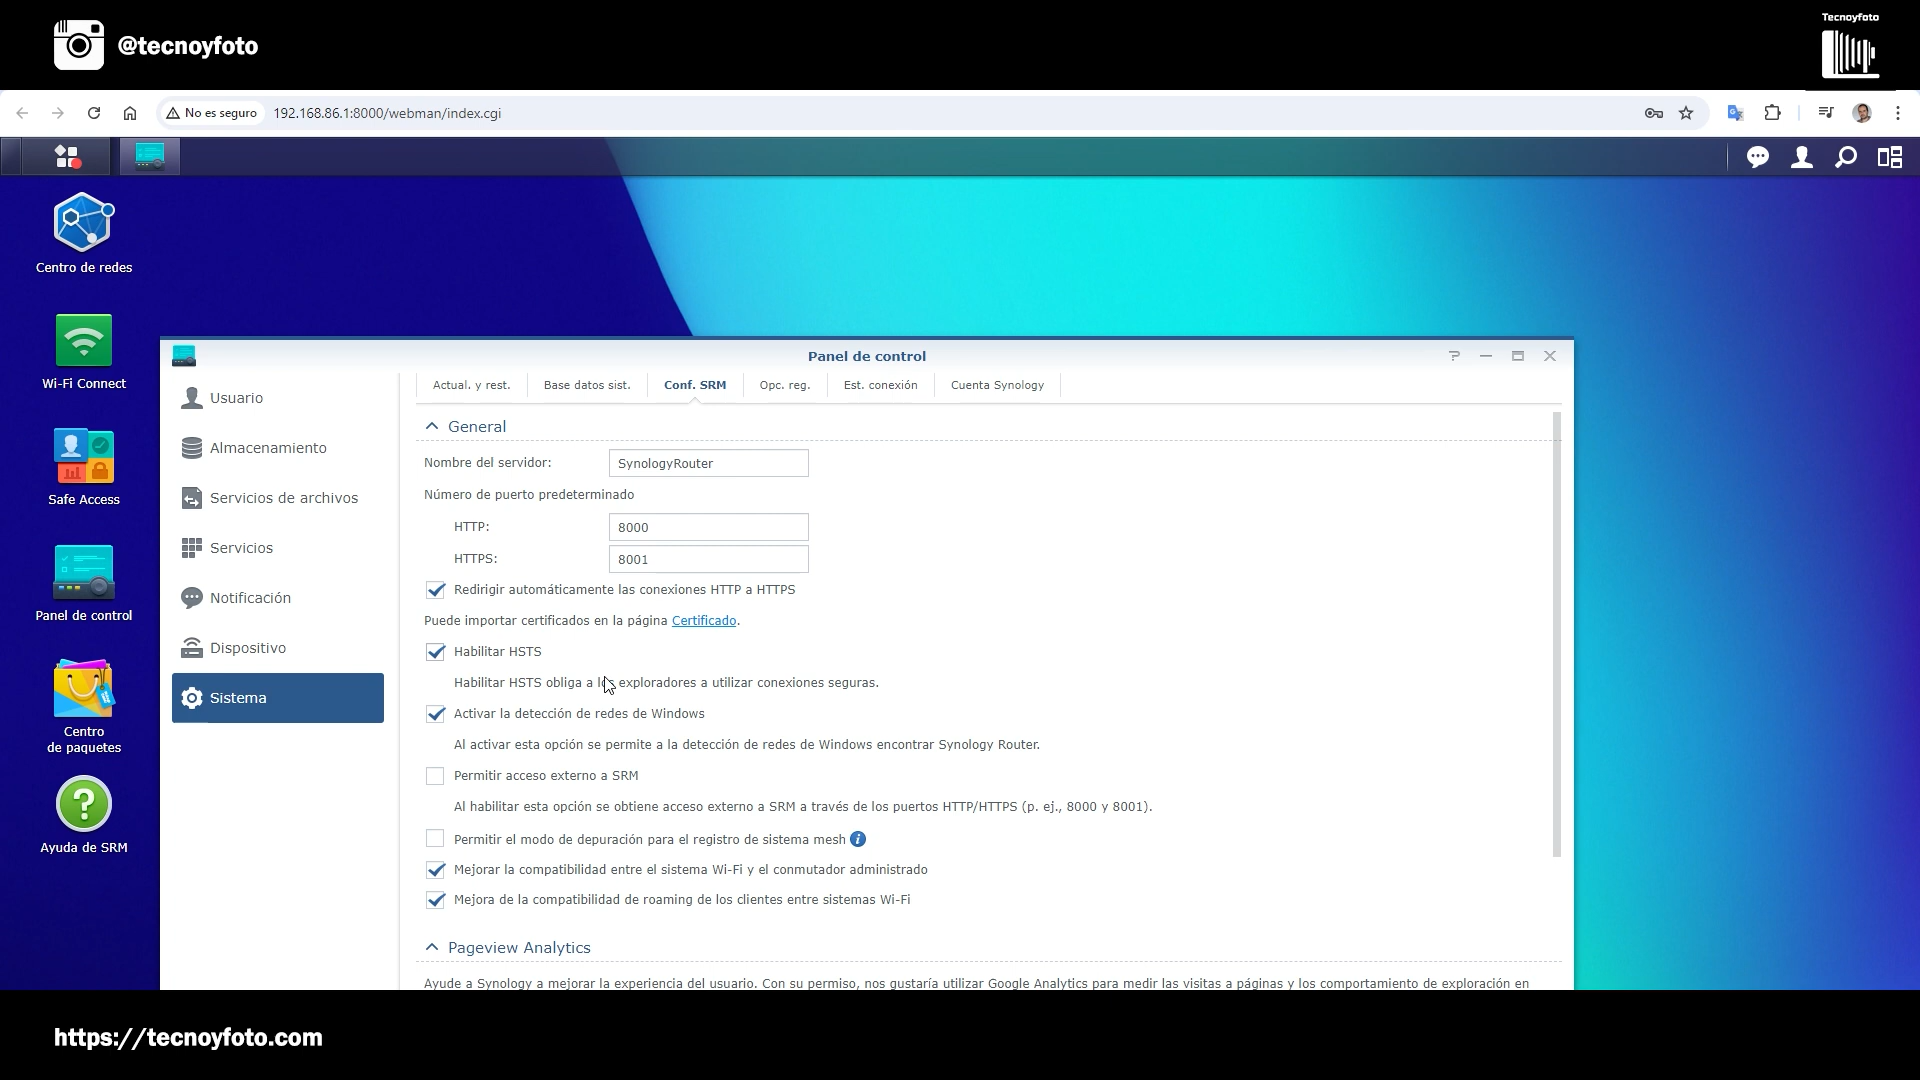 @tecnoyfoto
Tecnoyfoto
No es seguro
192.168.86.1:8000/webman/index.cgi
Centro de redes
Wi-Fi Connect
Safe Access
Panel de control
Centro
de paquetes
Ayuda de SRM
Panel de control
Usuario
Almacenamiento
Servicios de archivos
Servicios
Notificación
Dispositivo
Sistema
Actual. y rest.
Base datos sist.
Conf. SRM
Opc. reg.
Est. conexión
Cuenta Synology
General
Nombre del servidor:
SynologyRouter
Número de puerto predeterminado
HTTP:
8000
HTTPS:
8001
Redirigir automáticamente las conexiones HTTP a HTTPS
Puede importar certificados en la página Certificado.
Habilitar HSTS
Habilitar HSTS obliga a los exploradores a utilizar conexiones seguras.
Activar la detección de redes de Windows
Al activar esta opción se permite a la detección de redes de Windows encontrar Synology Router.
Permitir acceso externo a SRM
Al habilitar esta opción se obtiene acceso externo a SRM a través de los puertos HTTP/HTTPS (p. ej., 8000 y 8001).
Permitir el modo de depuración para el registro de sistema mesh
Mejorar la compatibilidad entre el sistema Wi-Fi y el conmutador administrado
Mejora de la compatibilidad de roaming de los clientes entre sistemas Wi-Fi
Pageview Analytics
Ayude a Synology a mejorar la experiencia del usuario. Con su permiso, nos gustaría utilizar Google Analytics para medir las visitas a páginas y los comportamiento de exploración en
https://tecnoyfoto.com